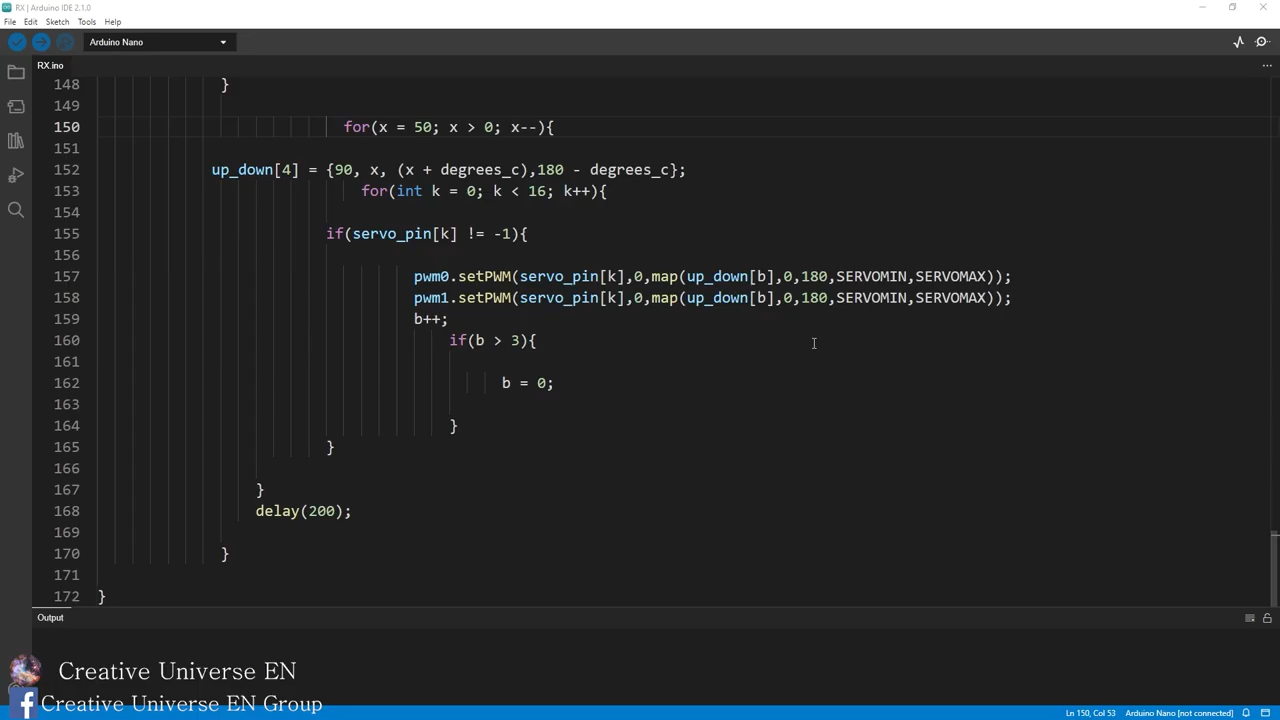 RX | Arduino IDE 2.1.0
File Edit Sketch Tools Help
Arduino Nano
RX.ino
148 }
149
150 for(x = 50; x > 0; x--){
151
152 up_down[4] = {90, x, (x + degrees_c),180 - degrees_c};
153 for(int k = 0; k < 16; k++){
154
155 if(servo_pin[k] != -1){
156
157 pwm0.setPWM(servo_pin[k],0,map(up_down[b],0,180,SERVOMIN,SERVOMAX));
158 pwm1.setPWM(servo_pin[k],0,map(up_down[b],0,180,SERVOMIN,SERVOMAX));
159 b++;
160 if(b > 3){
161
162 b = 0;
163
164 }
165 }
166
167 }
168 delay(200);
169
170 }
171
172 }
Output
Creative Universe EN
Creative Universe EN Group
Ln 150, Col 53 Arduino Nano [not connected]